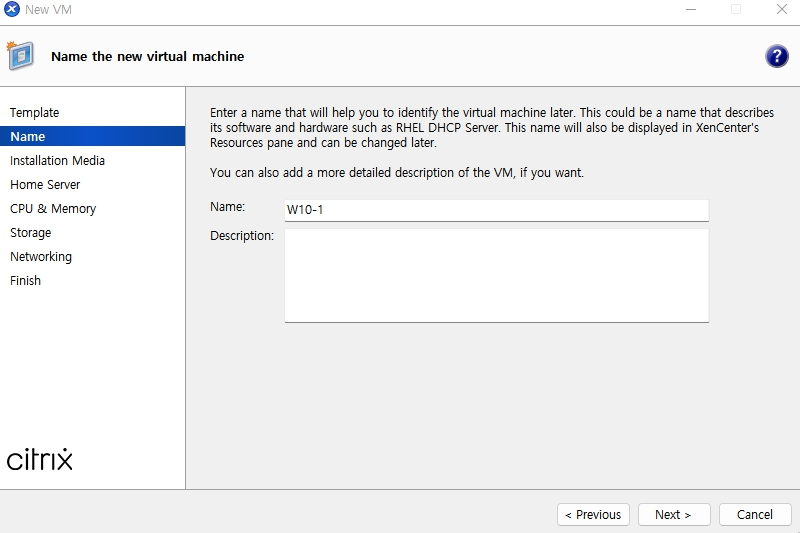 New VM
Name the new virtual machine
?
Template
Name
Installation Media
Home Server
CPU & Memory
Storage
Networking
Finish
citrix
Enter a name that will help you to identify the virtual machine later. This could be a name that describes
its software and hardware such as RHEL DHCP Server. This name will also be displayed in XenCenter's
Resources pane and can be changed later.
You can also add a more detailed description of the VM, if you want.
Name:
W10-1
Description:
< Previous
Next >
Cancel